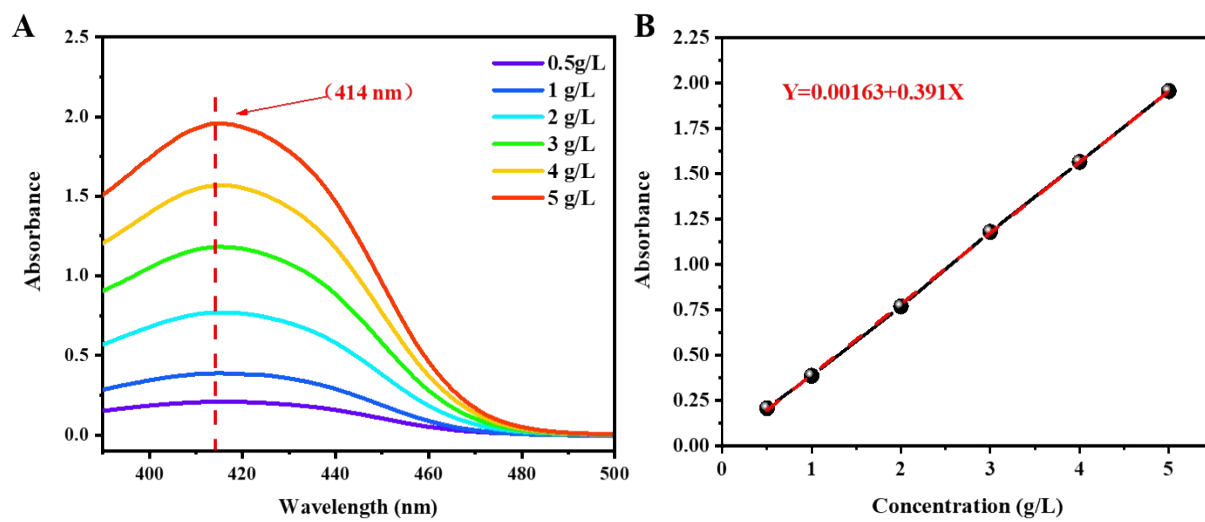 A
2.5
2.0
1.5
1.0
0.5
0.0
Absorbance
400
420
440
460
480
500
Wavelength (nm)
（414 nm）
0.5g/L
1 g/L
2 g/L
3 g/L
4 g/L
5 g/L
B
2.25
2.00
1.75
1.50
1.25
1.00
0.75
0.50
0.25
0.00
Absorbance
0
1
2
3
4
5
Concentration (g/L)
Y=0.00163+0.391X